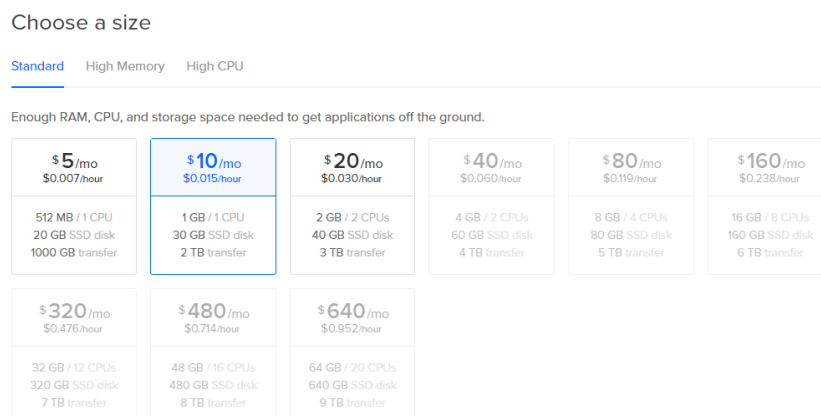 Choose a size
Standard High Memory High CPU
Enough RAM, CPU, and storage space needed to get applications off the ground.
$5/mo
$0.007/hour
512 MB / 1 CPU
20 GB SSD disk
1000 GB transfer
$10/mo
$0.015/hour
1 GB / 1 CPU
30 GB SSD disk
2 TB transfer
$20/mo
$0.030/hour
2 GB / 2 CPUs
40 GB SSD disk
3 TB transfer
$40/mo
$0.060/hour
4 GB / 2 CPUs
60 GB SSD disk
4 TB transfer
$80/mo
$0.119/hour
8 GB / 4 CPUs
80 GB SSD disk
5 TB transfer
$160/mo
$0.238/hour
16 GB / 8 CPUs
160 GB SSD disk
6 TB transfer
$320/mo
$0.476/hour
32 GB / 12 CPUs
320 GB SSD disk
7 TB transfer
$480/mo
$0.714/hour
48 GB / 16 CPUs
480 GB SSD disk
8 TB transfer
$640/mo
$0.952/hour
64 GB / 20 CPUs
640 GB SSD disk
9 TB transfer